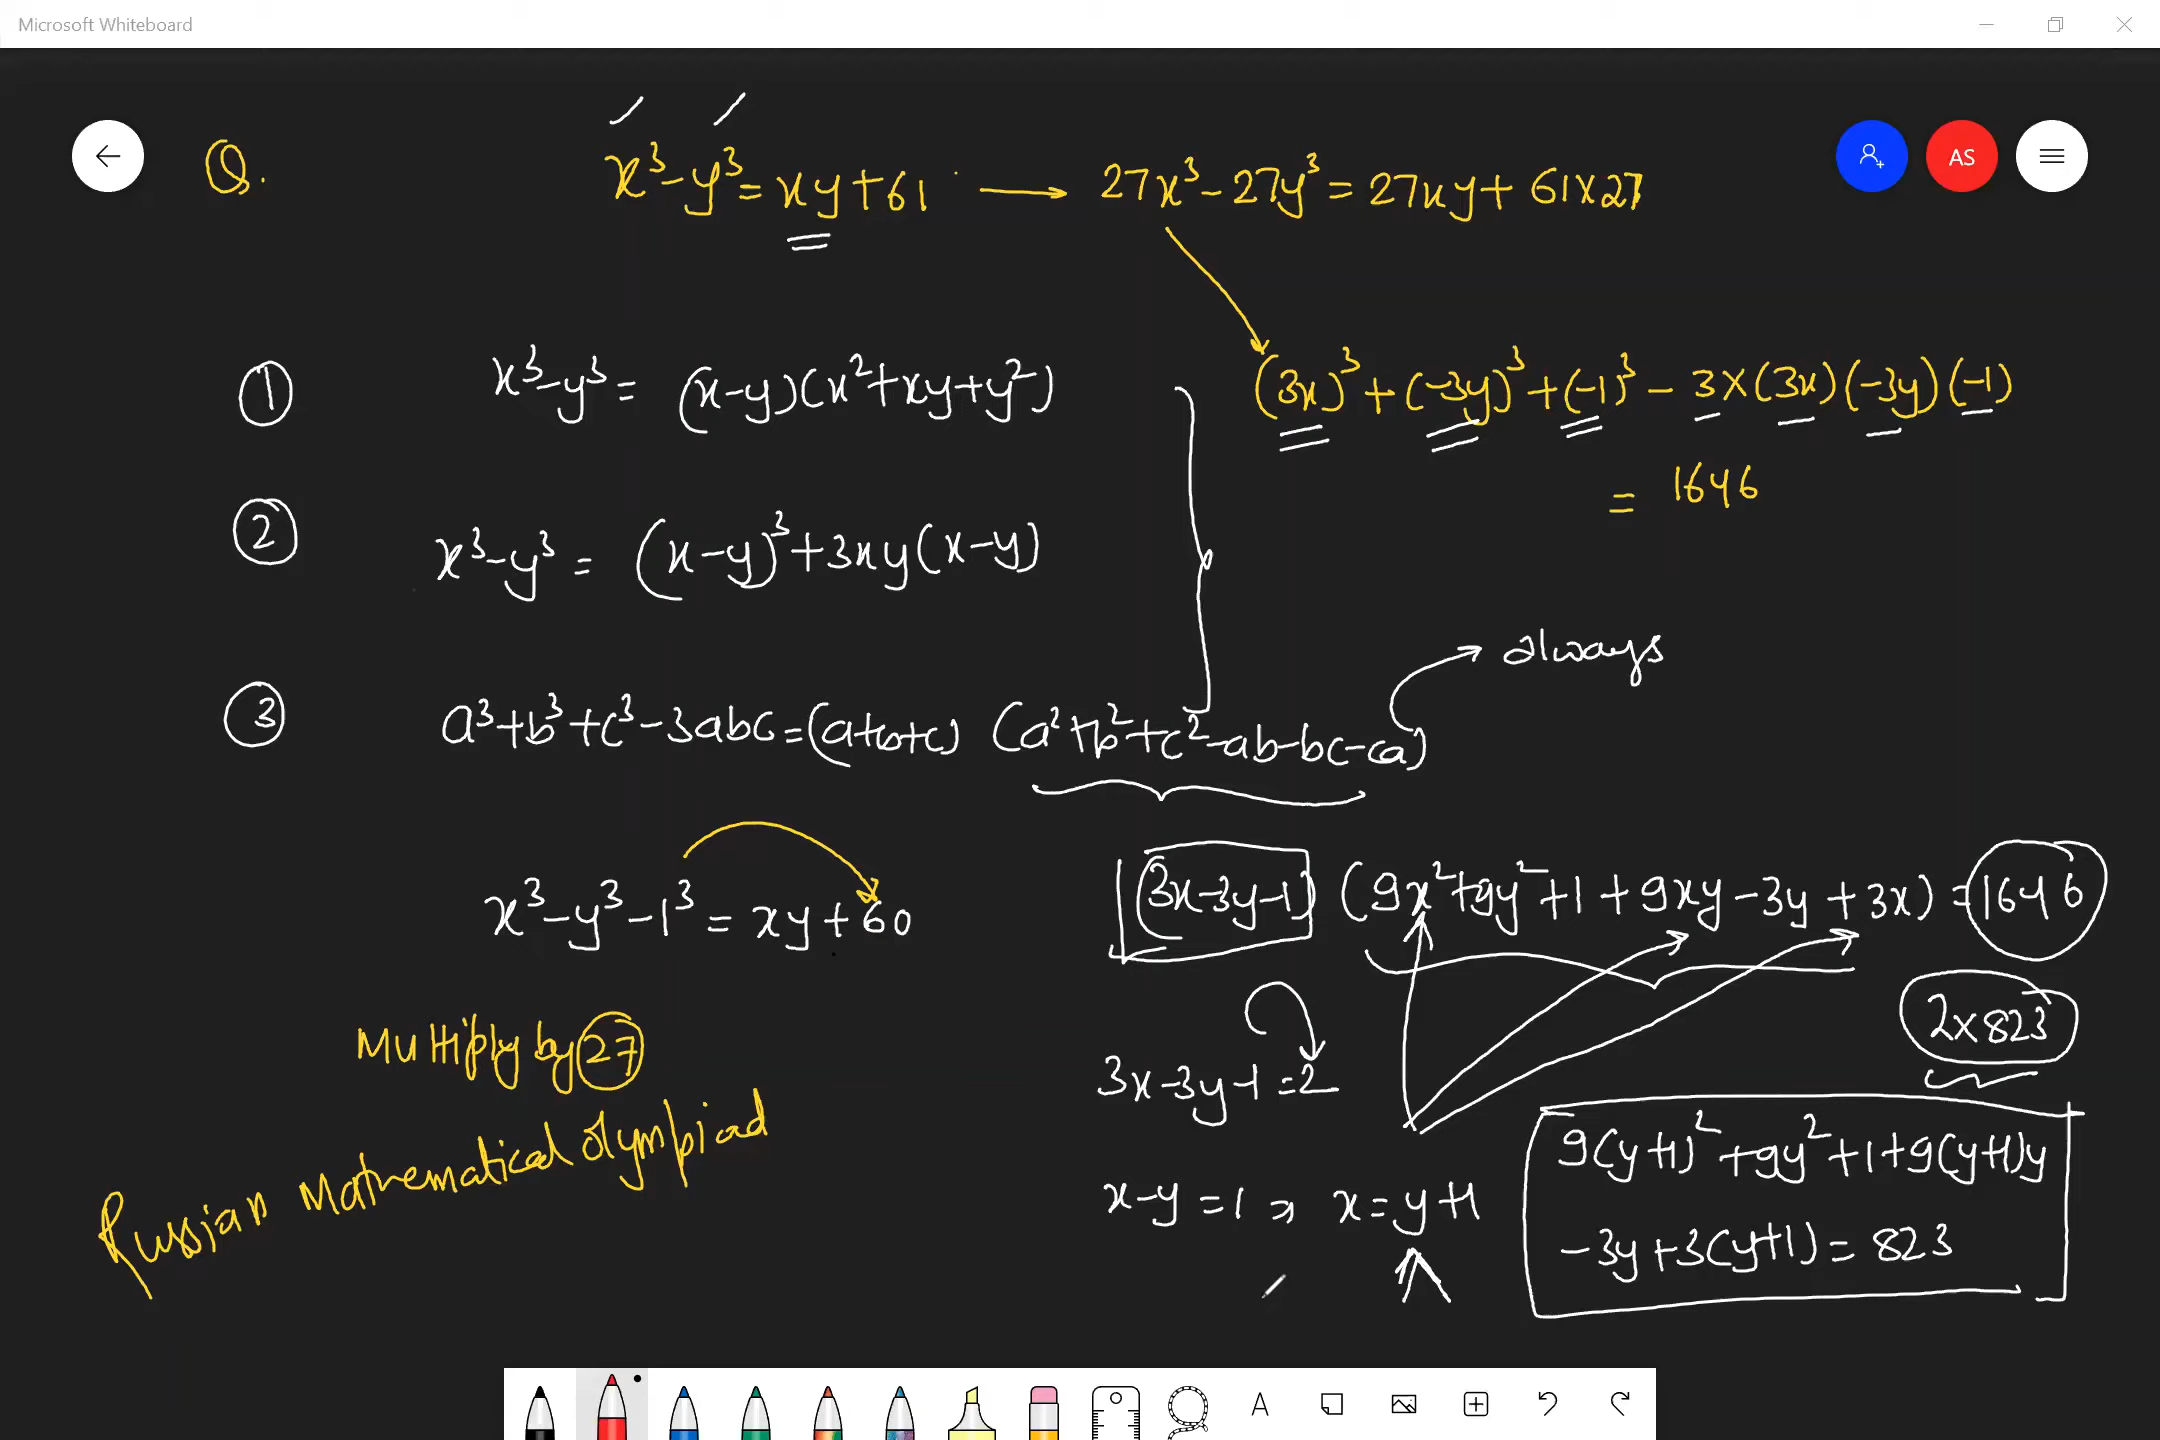 Microsoft Whiteboard
AS
Q. x³-y³ = xy+61 → 27x³-27y³ = 27xy+61×27
(3x)³+(-3y)³+(-1)³-3×(3x)(-3y)(-1)
= 1646
① x³-y³ = (x-y)(x²+xy+y²)
② x³-y³ = (x-y)³+3xy(x-y)
always
③ a³+b³+c³-3abc=(a+b+c) (a²+b²+c²-ab-bc-ca)
x³-y³-1³ = xy+60
Multiply by 27
Russian Mathematical Olympiad
(3x-3y-1) (9x²+9y²+1+9xy-3y+3x) = 1646
2×823
3x-3y-1=2
x-y=1 ⇒ x=y+1
9(y+1)²+9y²+1+9(y+1)y
-3y+3(y+1)=823
A